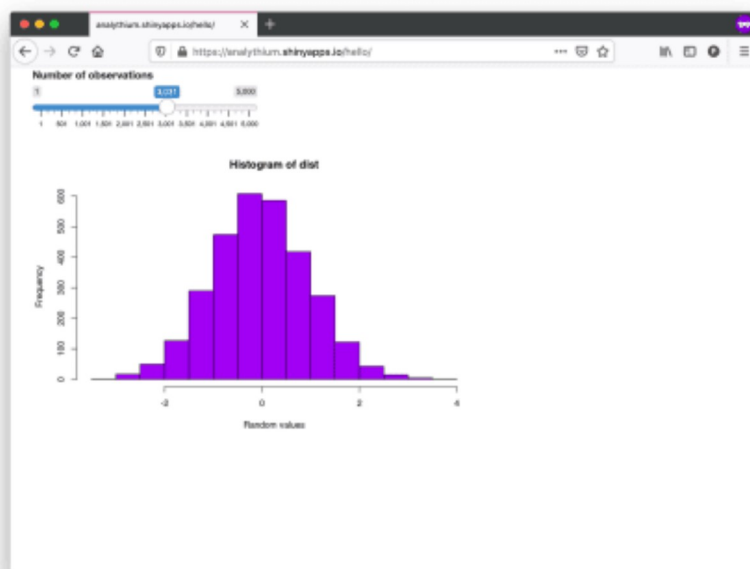 analythium.shinyapps.io/hello/
https://analythium.shinyapps.io/hello/
Number of observations
1 3,031 5,000
1 501 1,001 1,501 2,001 2,501 3,001 3,501 4,001 4,501 5,000
Histogram of dist
600
500
400
300
200
100
0
Frequency
-2 0 2 4
Random values